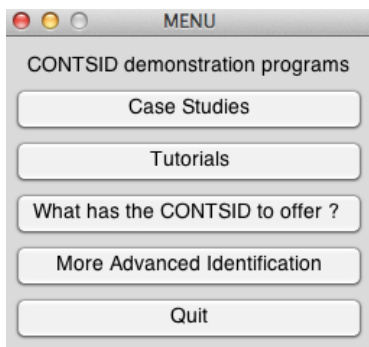 MENU
CONTSID demonstration programs
Case Studies
Tutorials
What has the CONTSID to offer ?
More Advanced Identification
Quit